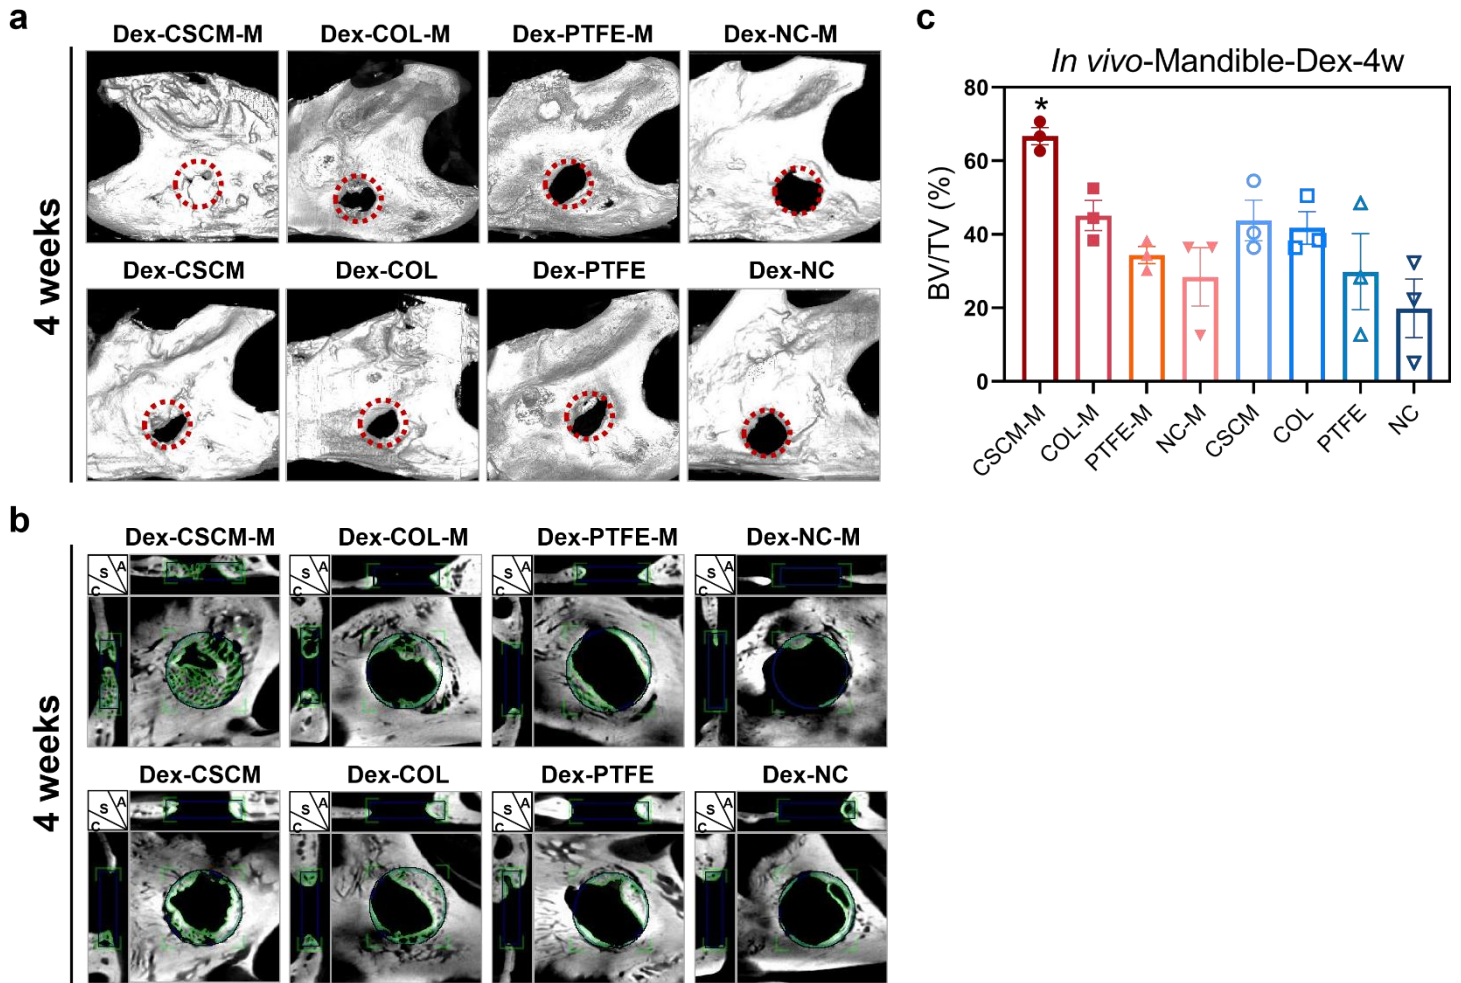 a
Dex-CSCM-M Dex-COL-M Dex-PTFE-M Dex-NC-M
4 weeks
Dex-CSCM Dex-COL Dex-PTFE Dex-NC
b
Dex-CSCM-M Dex-COL-M Dex-PTFE-M Dex-NC-M
S A C S A C S A C S A C
4 weeks
Dex-CSCM Dex-COL Dex-PTFE Dex-NC
S A C S A C S A C S A C
c
In vivo-Mandible-Dex-4w
BV/TV (%)
80
60
40
20
0
*
CSCM-M COL-M PTFE-M NC-M CSCM COL PTFE NC